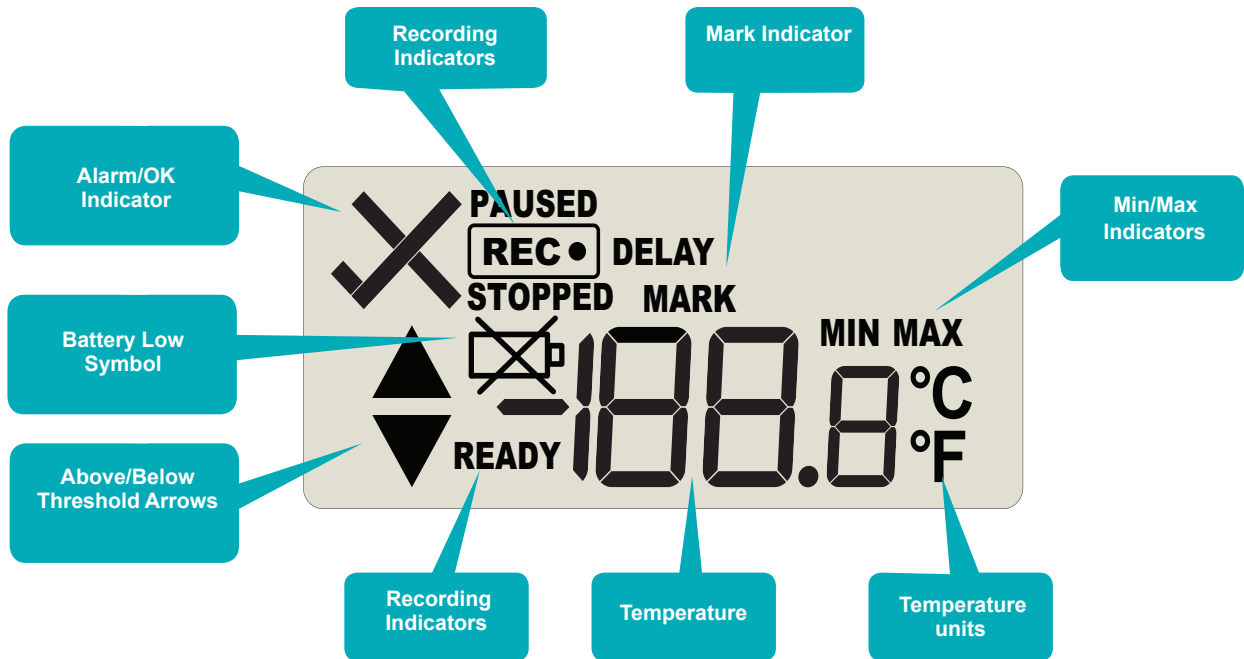 Recording
Indicators
Mark Indicator
Alarm/OK
Indicator
PAUSED
REC
DELAY
STOPPED
MARK
Min/Max
Indicators
Battery Low
Symbol
MIN MAX
-188.8
°C
°F
READY
Above/Below
Threshold Arrows
Recording
Indicators
Temperature
Temperature
units